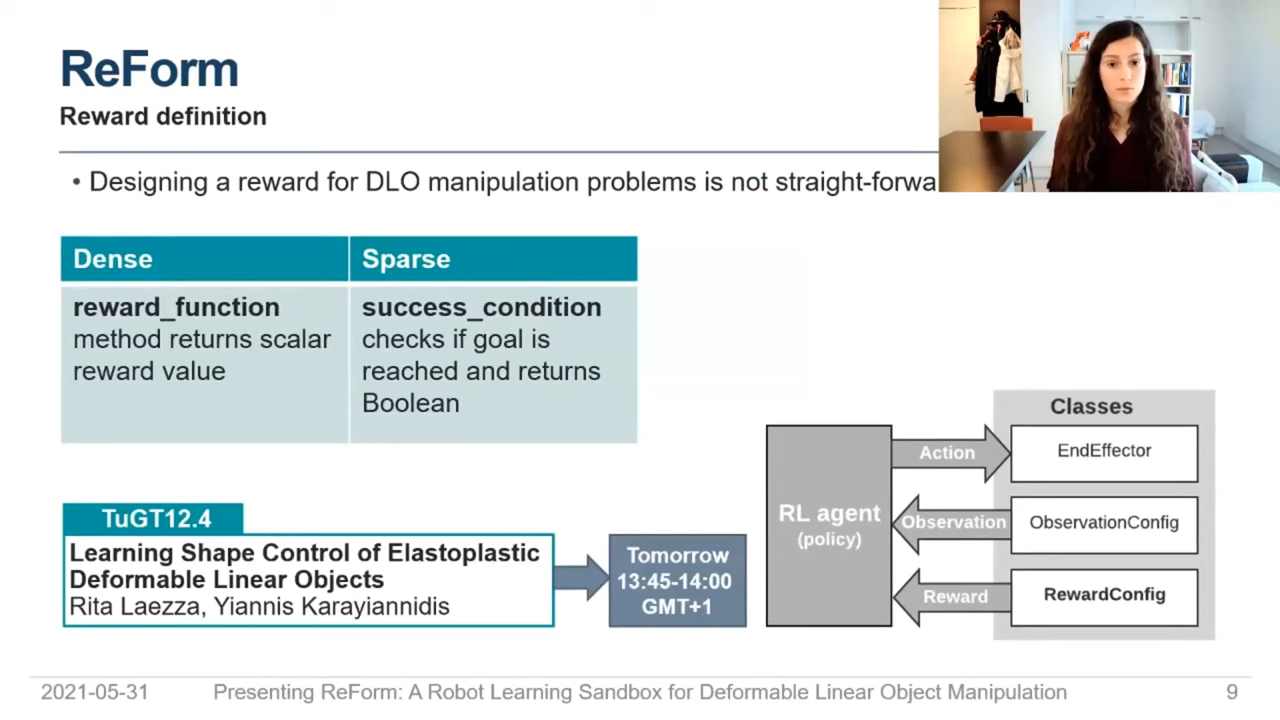 ReForm
Reward definition
• Designing a reward for DLO manipulation problems is not straight-forwa
Dense
Sparse
reward_function
method returns scalar
reward value
success_condition
checks if goal is
reached and returns
Boolean
TuGT12.4
Learning Shape Control of Elastoplastic
Deformable Linear Objects
Rita Laezza, Yiannis Karayiannidis
Tomorrow
13:45-14:00
GMT+1
RL agent
(policy)
Action
Observation
Reward
Classes
EndEffector
ObservationConfig
RewardConfig
2021-05-31
Presenting ReForm: A Robot Learning Sandbox for Deformable Linear Object Manipulation
9